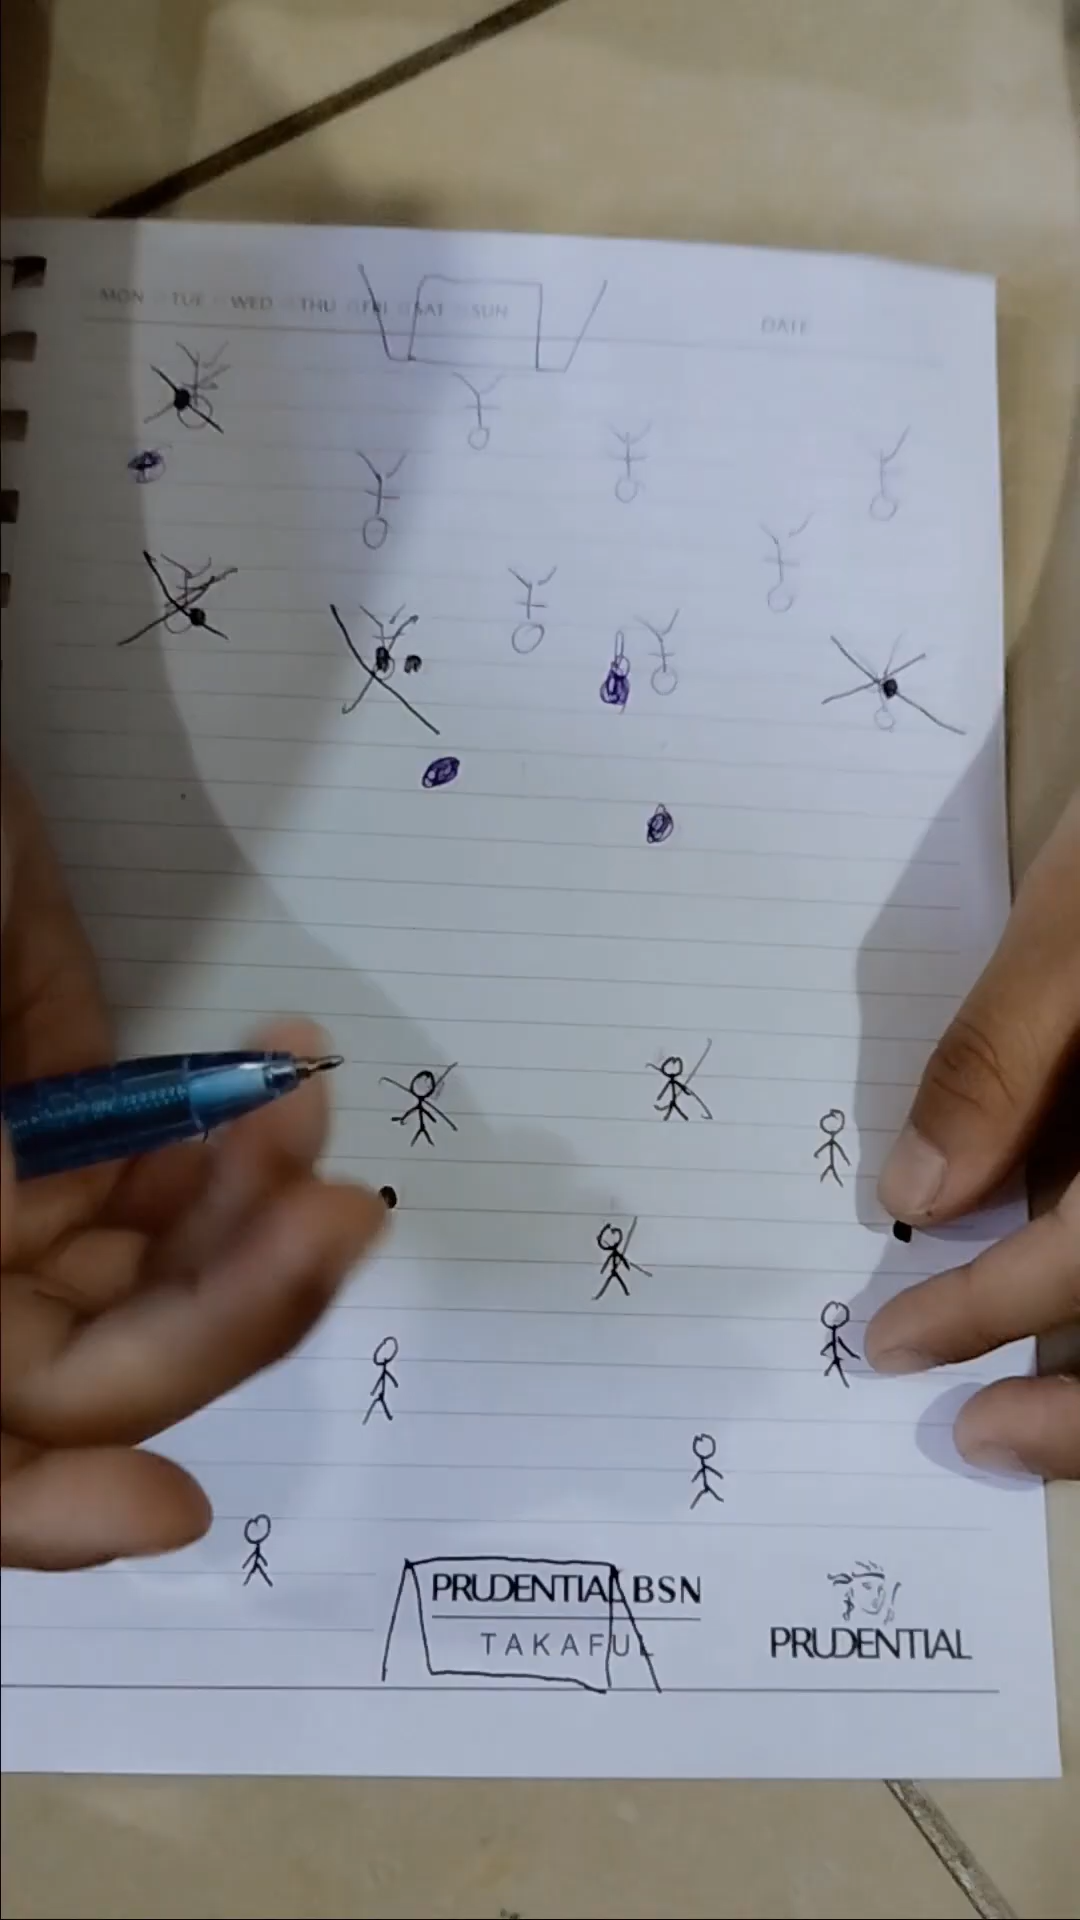 MON TUE WED THU FRI SAT SUN
DATE
PRUDENTIAL BSN
TAKAFUL
PRUDENTIAL